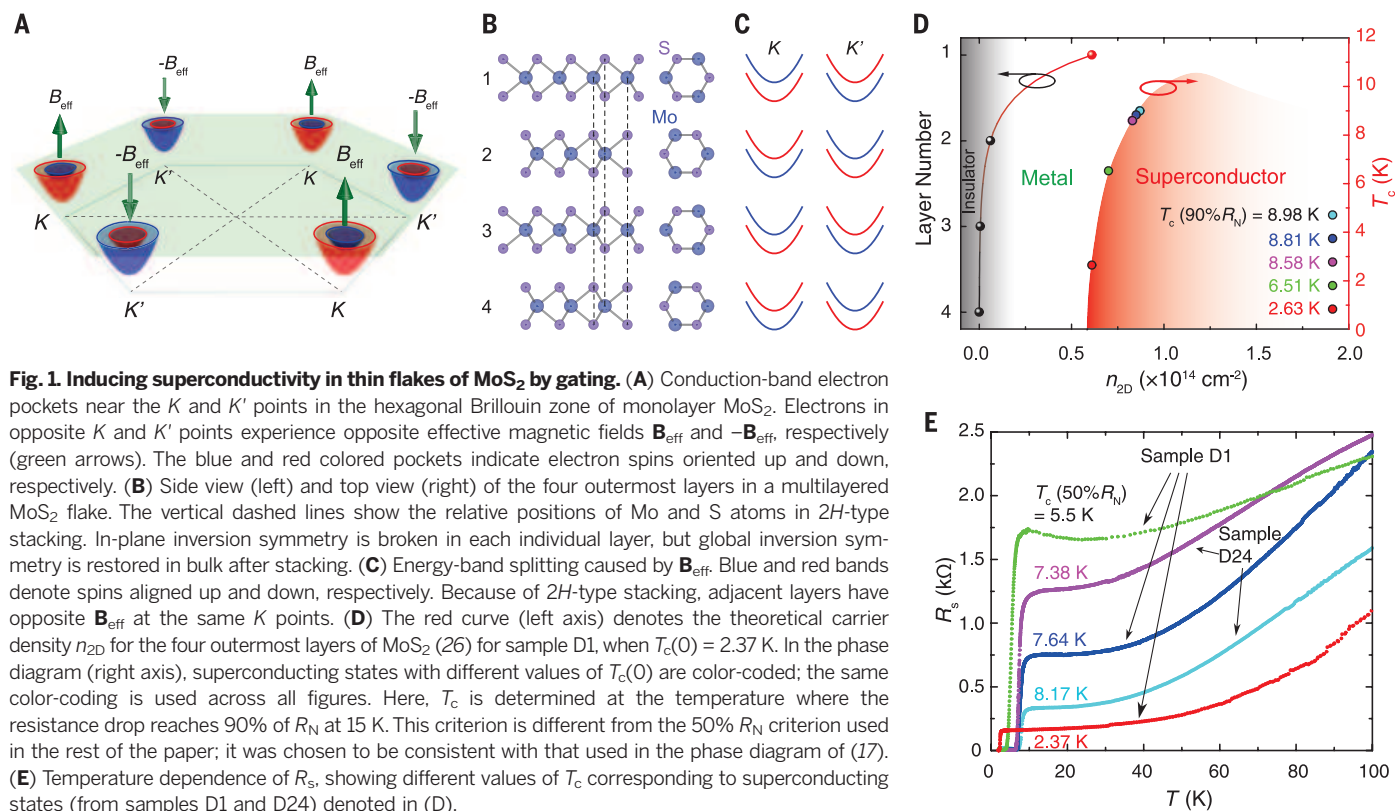 A
B_eff
-B_eff
B_eff
-B_eff
-B_eff
B_eff
K'
K
K
K'
K'
K
B
S
1
Mo
2
3
4
C
K K'
D
Layer Number
1
2
3
4
Insulator
Metal
Superconductor
T_c (90%R_N) = 8.98 K
8.81 K
8.58 K
6.51 K
2.63 K
12
10
8
6
4
2
0
T_c (K)
0.0 0.5 1.0 1.5 2.0
n_2D (×10^14 cm^-2)
E
R_s (kΩ)
2.5
2.0
1.5
1.0
0.5
0
Sample D1
T_c (50%R_N)
= 5.5 K
Sample
D24
7.38 K
7.64 K
8.17 K
2.37 K
0 20 40 60 80 100
T (K)
Fig. 1. Inducing superconductivity in thin flakes of MoS₂ by gating. (A) Conduction-band electron
pockets near the K and K' points in the hexagonal Brillouin zone of monolayer MoS₂. Electrons in
opposite K and K' points experience opposite effective magnetic fields B_eff and –B_eff, respectively
(green arrows). The blue and red colored pockets indicate electron spins oriented up and down,
respectively. (B) Side view (left) and top view (right) of the four outermost layers in a multilayered
MoS₂ flake. The vertical dashed lines show the relative positions of Mo and S atoms in 2H-type
stacking. In-plane inversion symmetry is broken in each individual layer, but global inversion sym-
metry is restored in bulk after stacking. (C) Energy-band splitting caused by B_eff. Blue and red bands
denote spins aligned up and down, respectively. Because of 2H-type stacking, adjacent layers have
opposite B_eff at the same K points. (D) The red curve (left axis) denotes the theoretical carrier
density n_2D for the four outermost layers of MoS₂ (26) for sample D1, when T_c(0) = 2.37 K. In the phase
diagram (right axis), superconducting states with different values of T_c(0) are color-coded; the same
color-coding is used across all figures. Here, T_c is determined at the temperature where the
resistance drop reaches 90% of R_N at 15 K. This criterion is different from the 50% R_N criterion used
in the rest of the paper; it was chosen to be consistent with that used in the phase diagram of (17).
(E) Temperature dependence of R_s, showing different values of T_c corresponding to superconducting
states (from samples D1 and D24) denoted in (D).